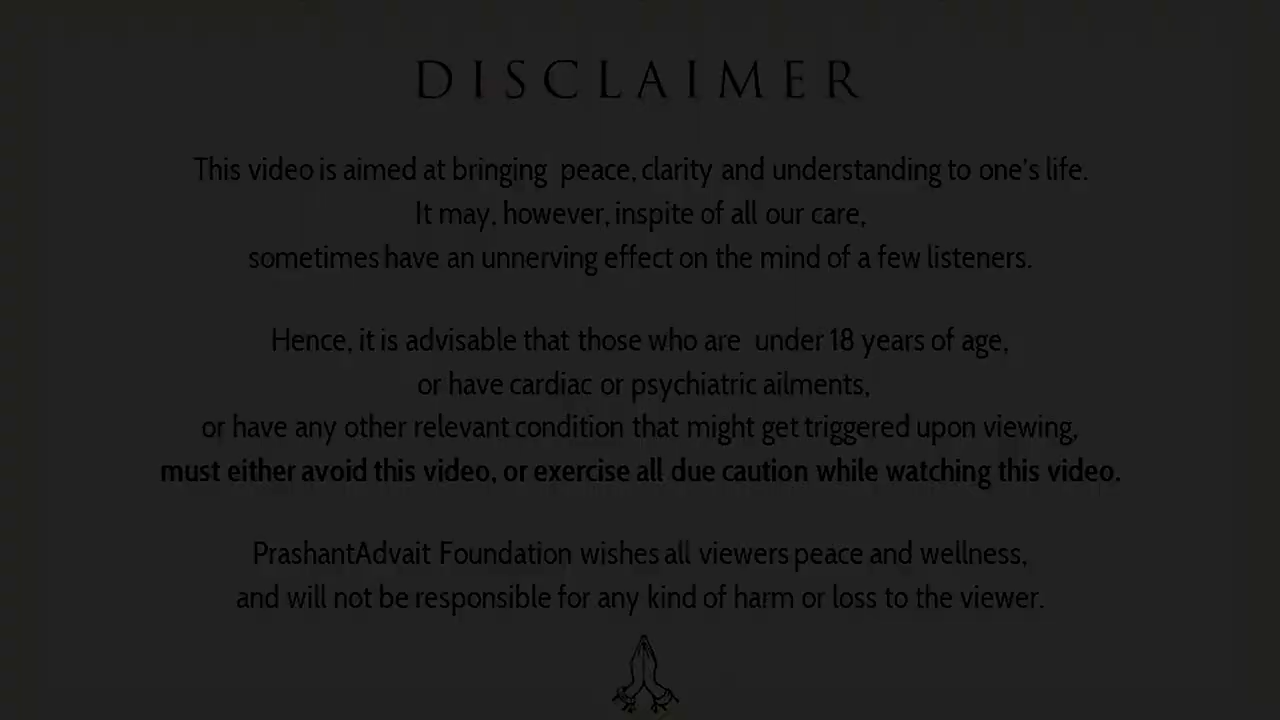 DISCLAIMER
This video is aimed at bringing peace, clarity and understanding to one's life.
It may, however, inspite of all our care,
sometimes have an unnerving effect on the mind of a few listeners.
Hence, it is advisable that those who are under 18 years of age,
or have cardiac or psychiatric ailments,
or have any other relevant condition that might get triggered upon viewing,
must either avoid this video, or exercise all due caution while watching this video.
PrashantAdvait Foundation wishes all viewers peace and wellness,
and will not be responsible for any kind of harm or loss to the viewer.